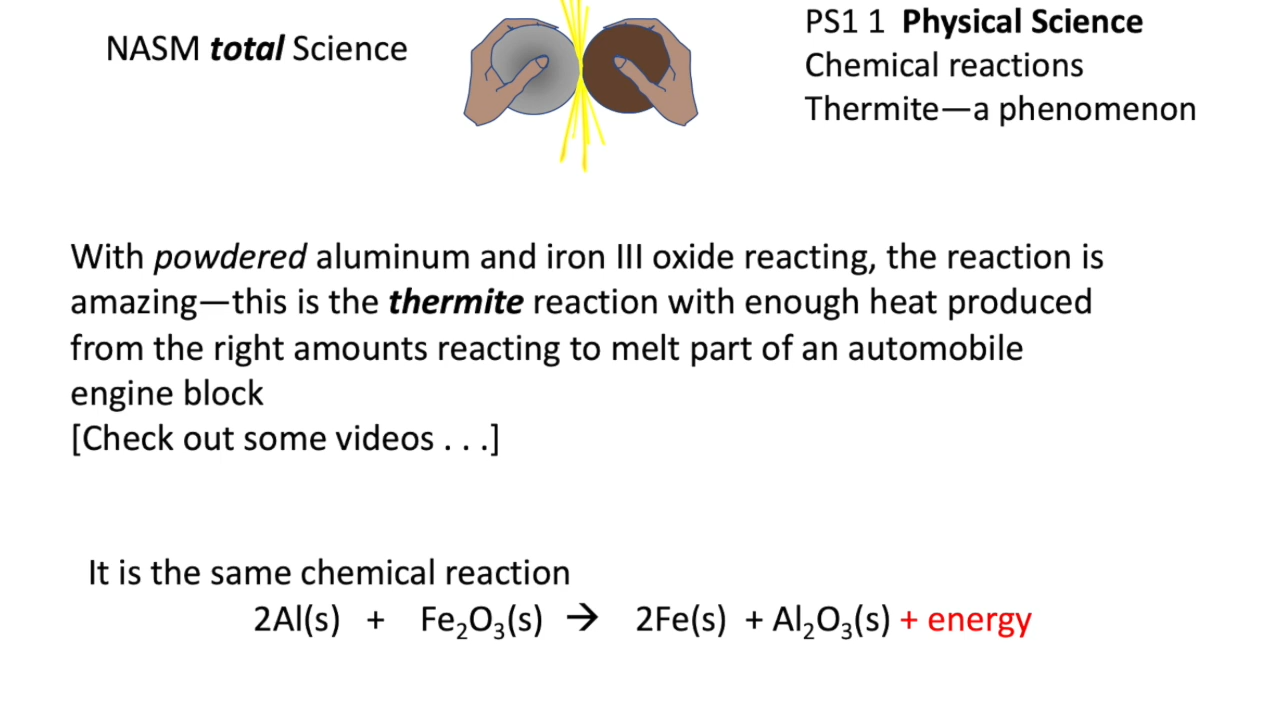 NASM total Science
PS1 1 Physical Science
Chemical reactions
Thermite—a phenomenon
With powdered aluminum and iron III oxide reacting, the reaction is
amazing—this is the thermite reaction with enough heat produced
from the right amounts reacting to melt part of an automobile
engine block
[Check out some videos . . .]
It is the same chemical reaction
2Al(s) + Fe₂O₃(s) → 2Fe(s) + Al₂O₃(s) + energy